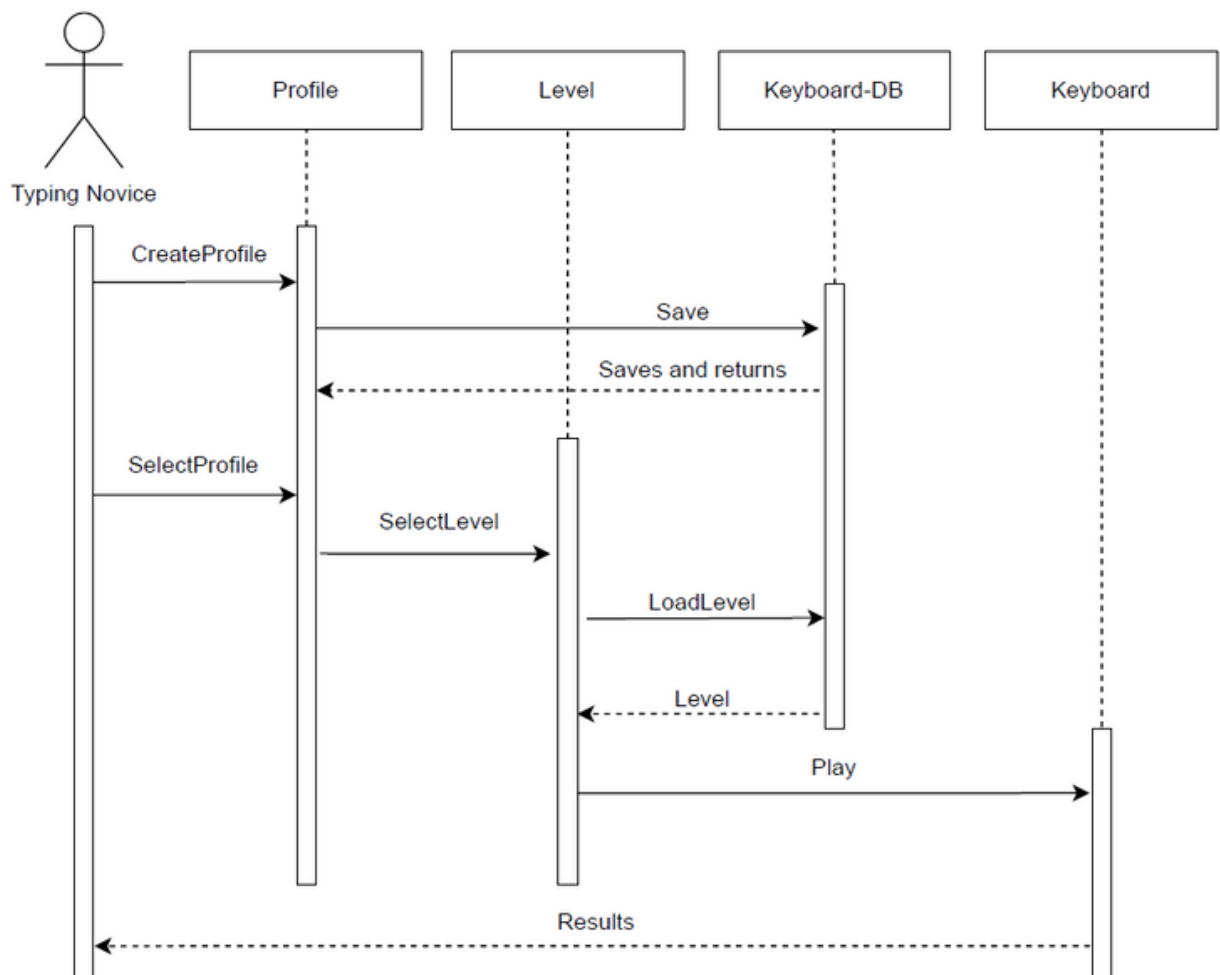 Profile
Level
Keyboard-DB
Keyboard
Typing Novice
CreateProfile
Save
Saves and returns
SelectProfile
SelectLevel
LoadLevel
Level
Play
Results